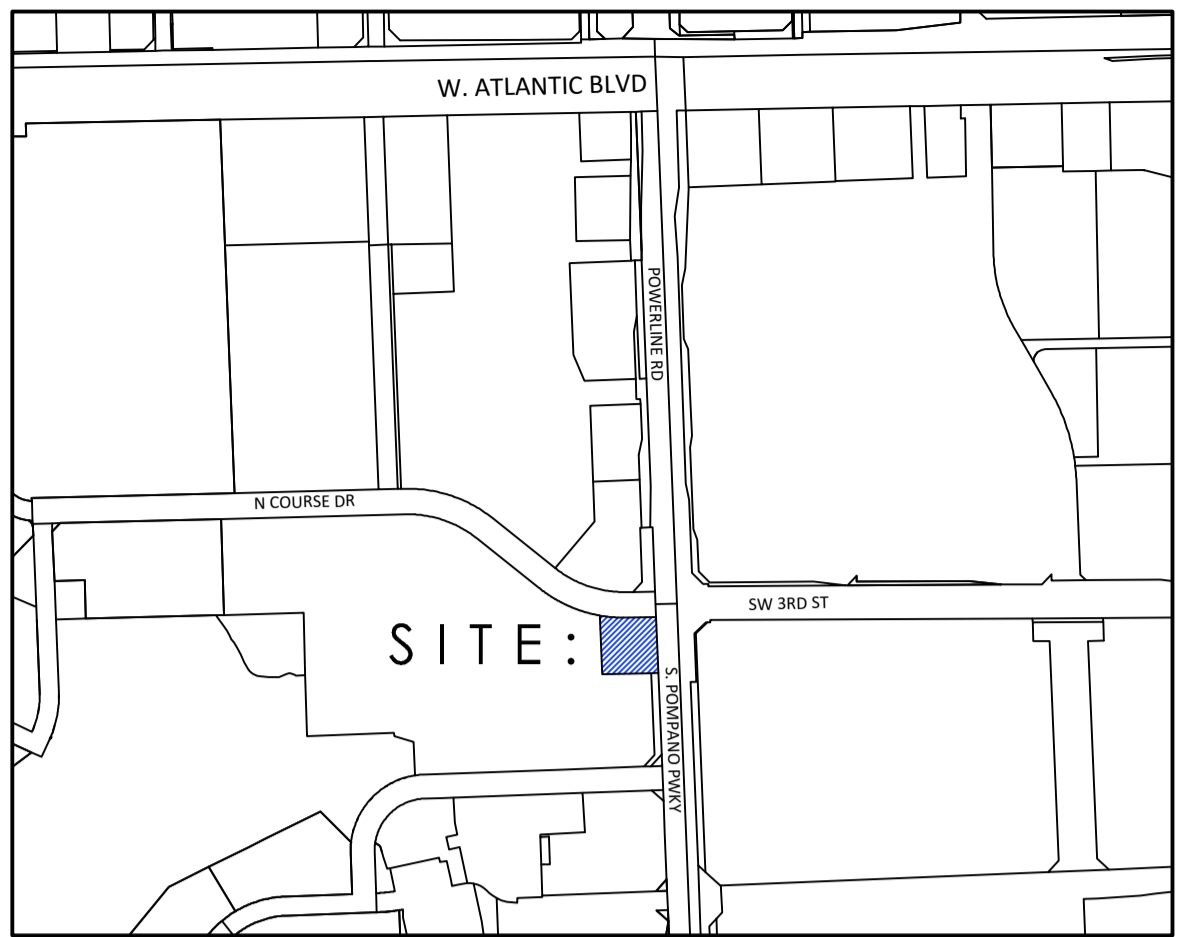 W. ATLANTIC BLVD
POWERLINE RD
N COURSE DR
SW 3RD ST
SITE:
S. POMPANO PWKY